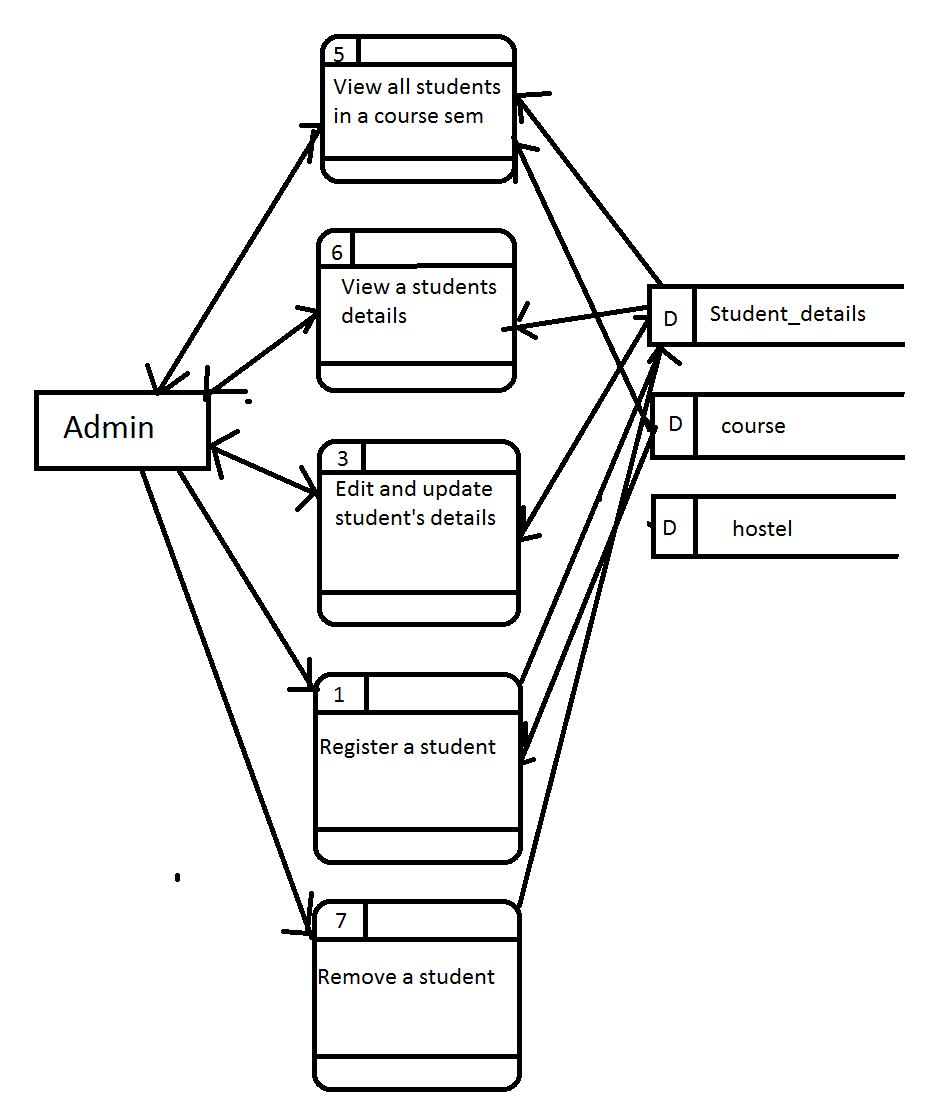 5
View all students
in a course sem
6
View a students
details
D
Student_details
Admin
D
course
3
Edit and update
student's details
D
hostel
1
Register a student
7
Remove a student